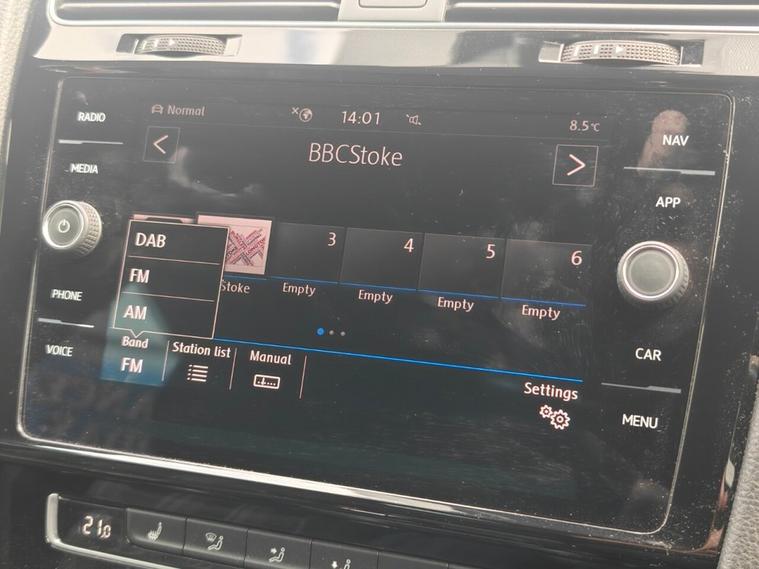 RADIO
MEDIA
PHONE
VOICE
Normal
14:01
8.5°C
BBCStoke
DAB
FM
AM
Stoke
3
Empty
4
Empty
5
Empty
6
Empty
Band
FM
Station list
Manual
Settings
NAV
APP
CAR
MENU
21.0